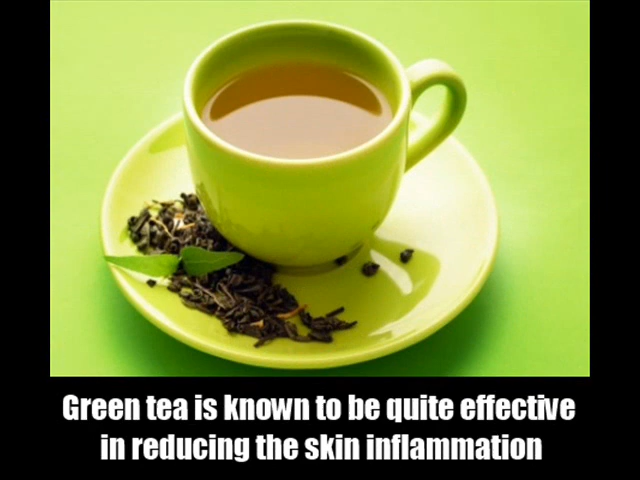 Green tea is known to be quite effective
in reducing the skin inflammation